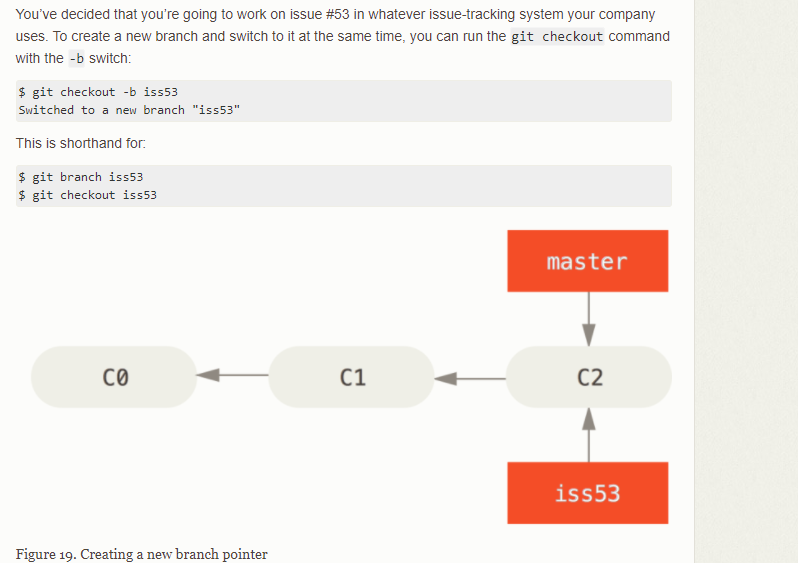 You've decided that you're going to work on issue #53 in whatever issue-tracking system your company
uses. To create a new branch and switch to it at the same time, you can run the git checkout command
with the -b switch:
$ git checkout -b iss53
Switched to a new branch "iss53"
This is shorthand for:
$ git branch iss53
$ git checkout iss53
master
C0 C1 C2
iss53
Figure 19. Creating a new branch pointer